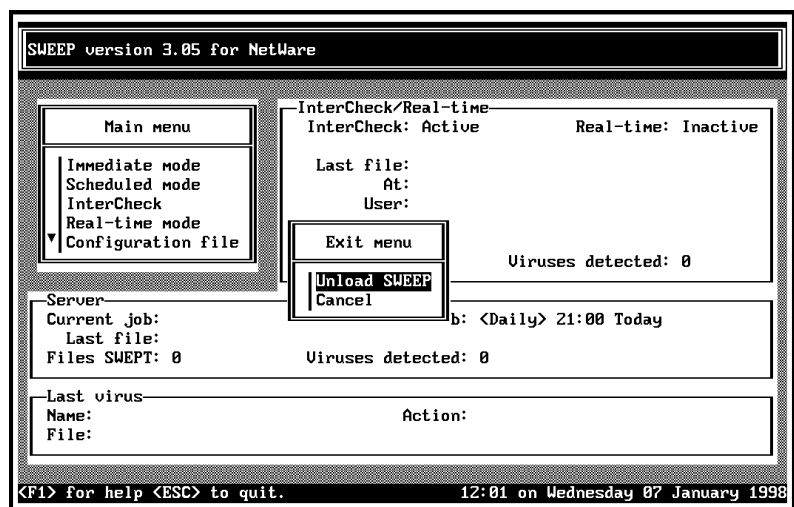 SWEEP version 3.05 for NetWare
Main menu
Immediate mode
Scheduled mode
InterCheck
Real-time mode
▼ Configuration file
InterCheck/Real-time
InterCheck: Active Real-time: Inactive
Last file:
At:
User:
Viruses detected: 0
Exit menu
Unload SWEEP
Cancel
Server
Current job: b: <Daily> 21:00 Today
Last file:
Files SWEPT: 0 Viruses detected: 0
Last virus
Name: Action:
File:
<F1> for help <ESC> to quit. 12:01 on Wednesday 07 January 1998